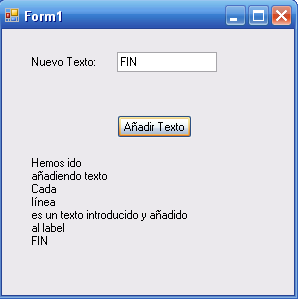 Form1
Nuevo Texto: FIN
Añadir Texto
Hemos ido
añadiendo texto
Cada
línea
es un texto introducido y añadido
al label
FIN